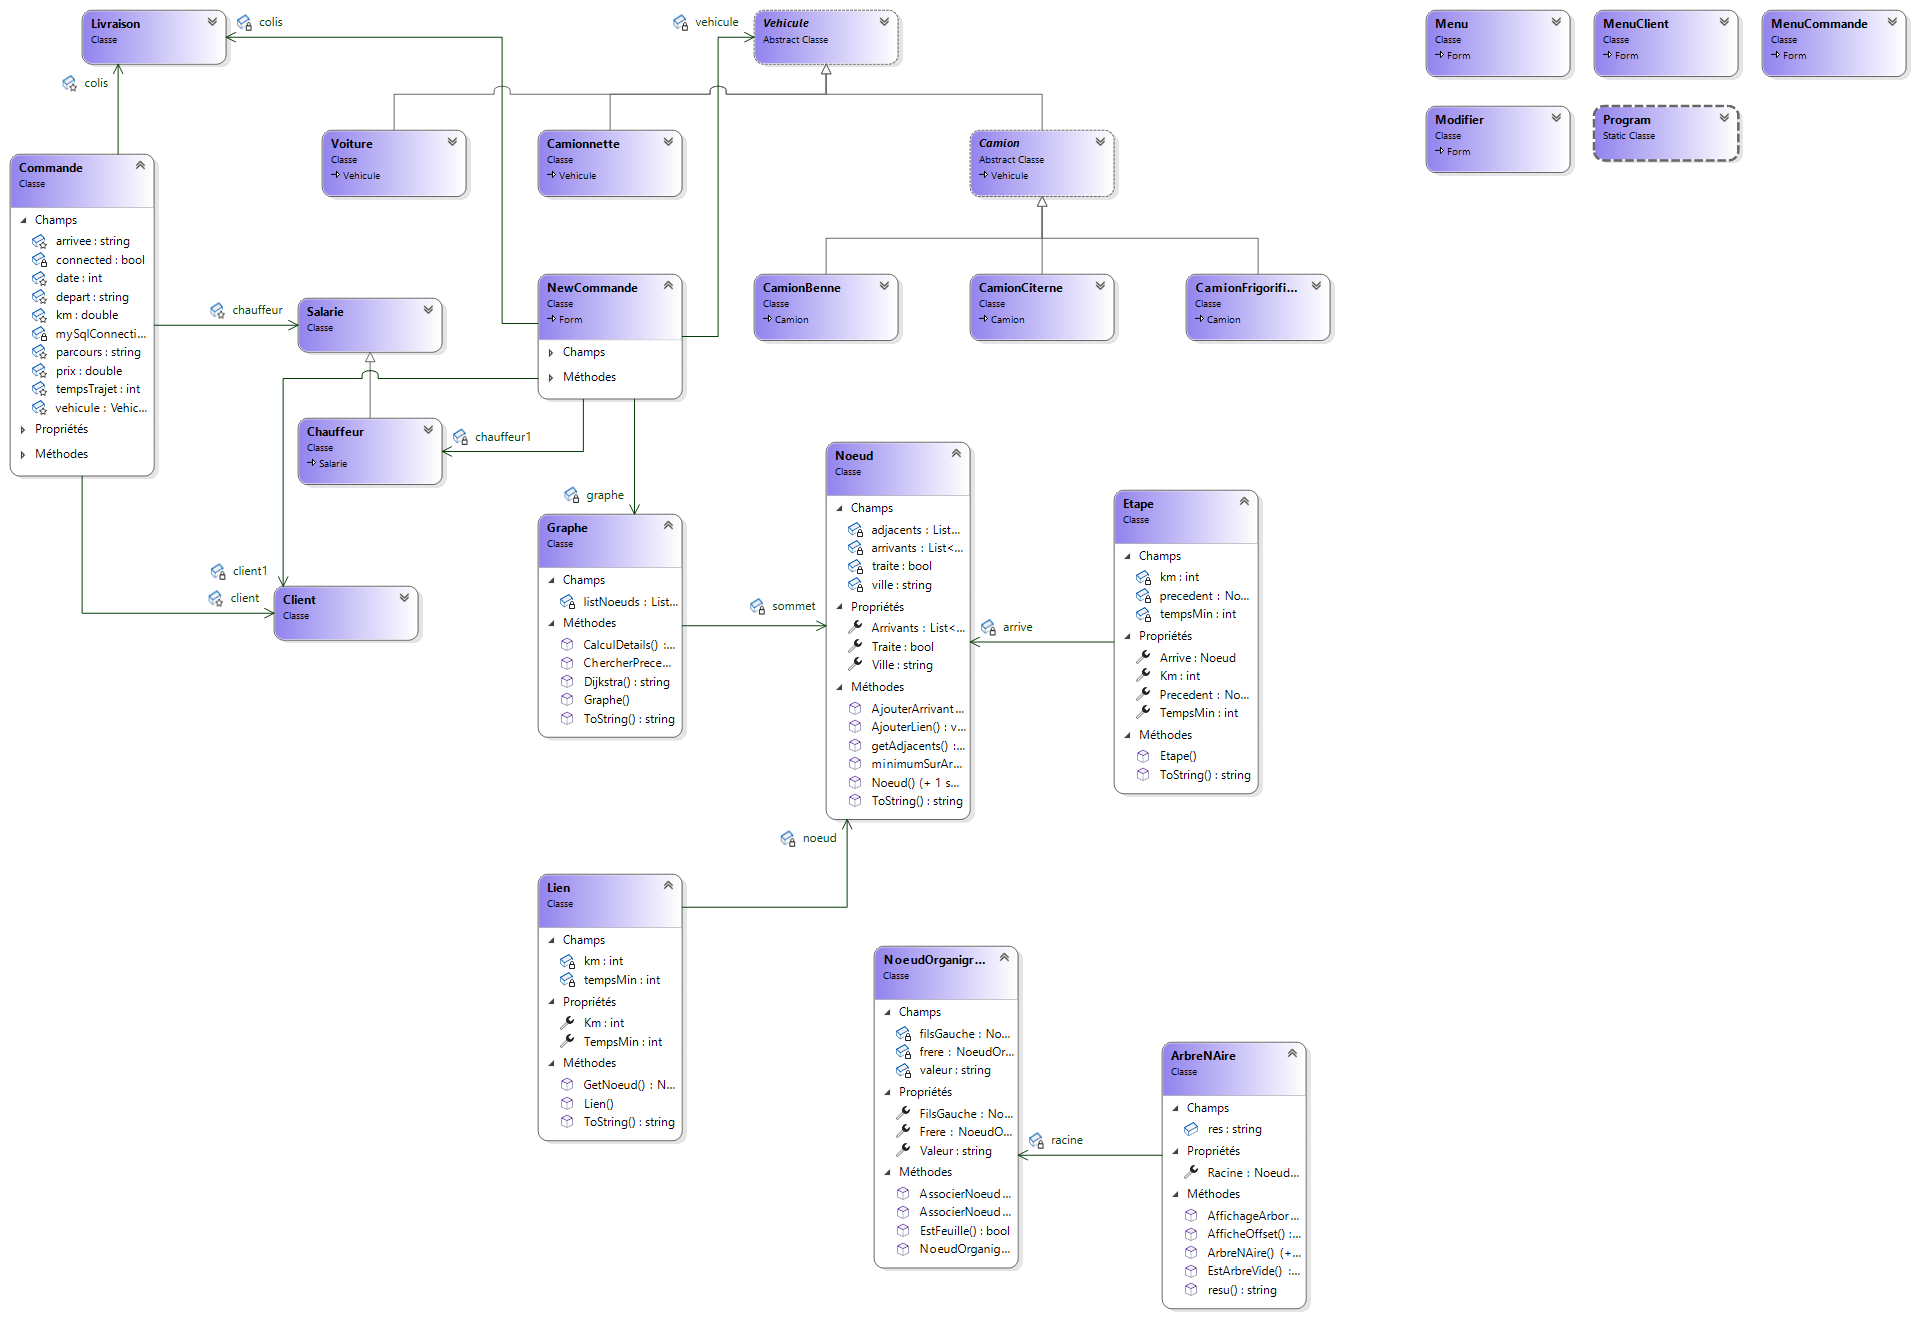 Livraison
Classe
colis
colis
vehicule
Vehicule
Abstract Classe
Menu
Classe
Form
MenuClient
Classe
Form
MenuCommande
Classe
Form
Modifier
Classe
Form
Program
Static Classe
Voiture
Classe
Vehicule
Camionnette
Classe
Vehicule
Camion
Abstract Classe
Vehicule
Commande
Classe
Champs
arrivee : string
connected : bool
date : int
depart : string
km : double
mySqlConnecti...
parcours : string
prix : double
tempsTrajet : int
vehicule : Vehic...
Propriétés
Méthodes
chauffeur
Salarie
Classe
NewCommande
Classe
Form
Champs
Méthodes
CamionBenne
Classe
Camion
CamionCiterne
Classe
Camion
CamionFrigorifi...
Classe
Camion
Chauffeur
Classe
Salarie
chauffeur1
graphe
client1
client
Client
Classe
Graphe
Classe
Champs
listNoeuds : List...
Méthodes
CalculDetails() :...
ChercherPrece...
Dijkstra() : string
Graphe()
ToString() : string
sommet
Noeud
Classe
Champs
adjacents : List...
arrivants : List<...
traite : bool
ville : string
Propriétés
Arrivants : List<...
Traite : bool
Ville : string
Méthodes
AjouterArrivant...
AjouterLien() : v...
getAdjacents() :...
minimumSurAr...
Noeud() (+ 1 s...
ToString() : string
arrive
Etape
Classe
Champs
km : int
precedent : No...
tempsMin : int
Propriétés
Arrive : Noeud
Km : int
Precedent : No...
TempsMin : int
Méthodes
Etape()
ToString() : string
noeud
Lien
Classe
Champs
km : int
tempsMin : int
Propriétés
Km : int
TempsMin : int
Méthodes
GetNoeud() : N...
Lien()
ToString() : string
NoeudOrganigr...
Classe
Champs
filsGauche : No...
frere : NoeudOr...
valeur : string
Propriétés
FilsGauche : No...
Frere : NoeudO...
Valeur : string
Méthodes
AssocierNoeud...
AssocierNoeud...
EstFeuille() : bool
NoeudOrganig...
racine
ArbreNAire
Classe
Champs
res : string
Propriétés
Racine : Noeud...
Méthodes
AffichageArbor...
AfficheOffset() :...
ArbreNAire() (+...
EstArbreVide() :...
resu() : string